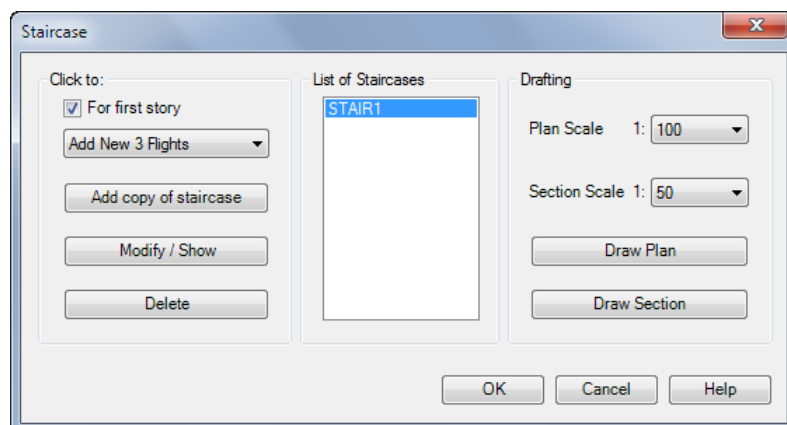 Staircase
Click to:
For first story
Add New 3 Flights
Add copy of staircase
Modify / Show
Delete
List of Staircases
STAIR1
Drafting
Plan Scale 1: 100
Section Scale 1: 50
Draw Plan
Draw Section
OK Cancel Help